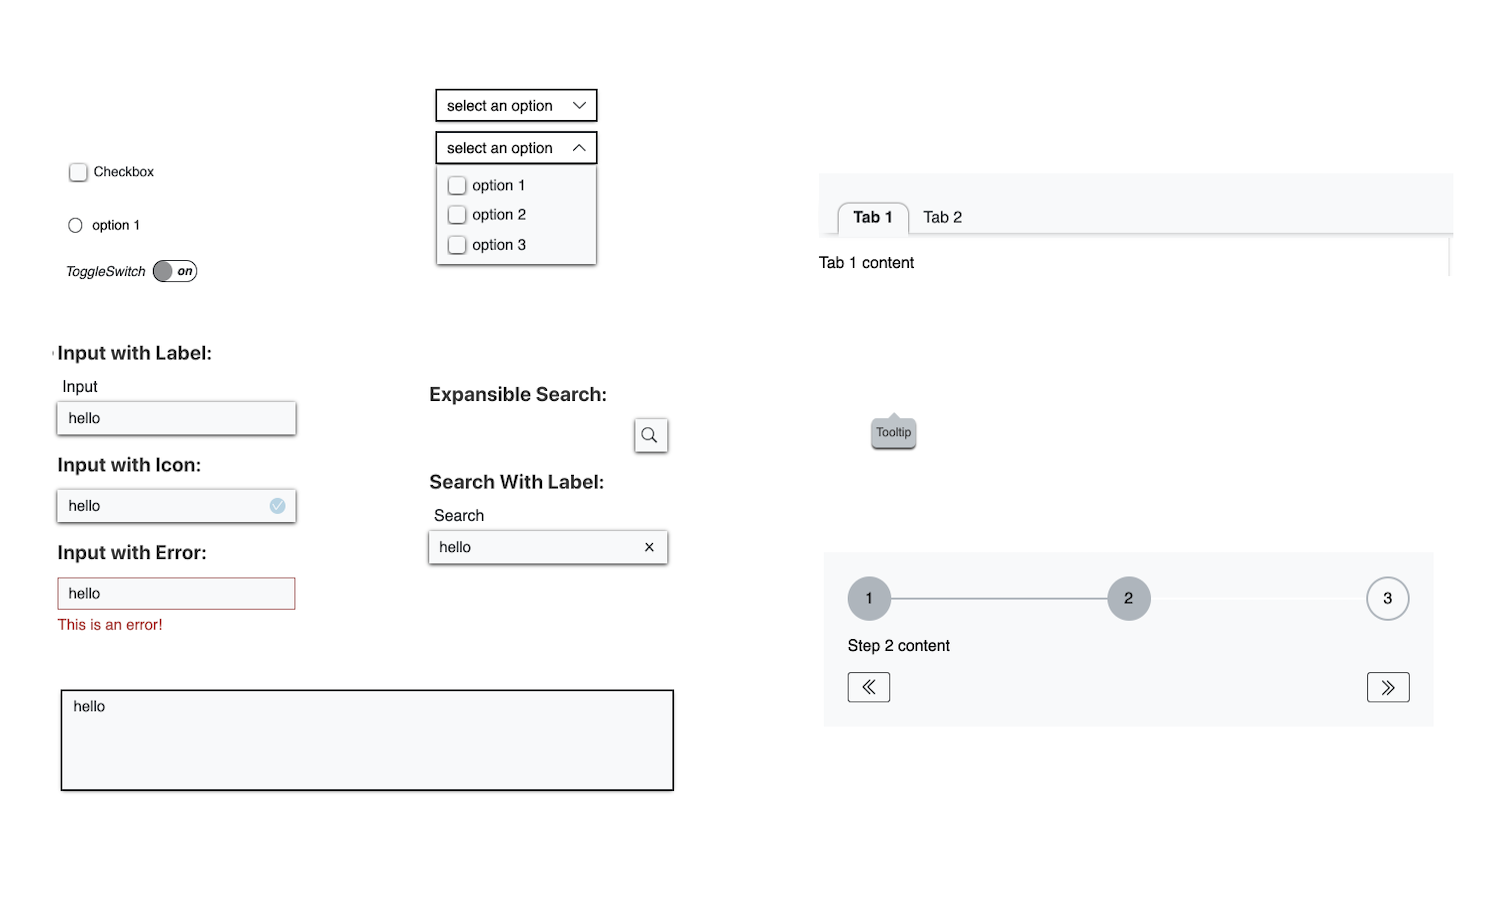 Checkbox
option 1
ToggleSwitch on
select an option
select an option
option 1
option 2
option 3
Input with Label:
Input
hello
Input with Icon:
hello
Input with Error:
hello
This is an error!
Expansible Search:
Search With Label:
Search
hello
hello
Tab 1 Tab 2
Tab 1 content
Tooltip
1 2 3
Step 2 content